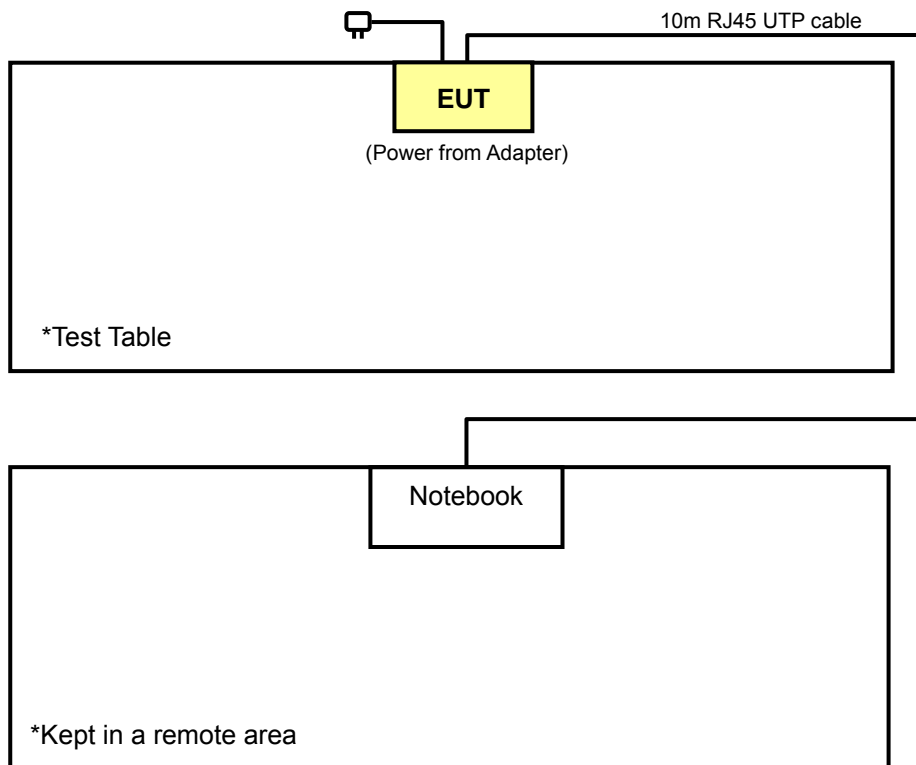 10m RJ45 UTP cable
EUT
(Power from Adapter)
*Test Table
Notebook
*Kept in a remote area